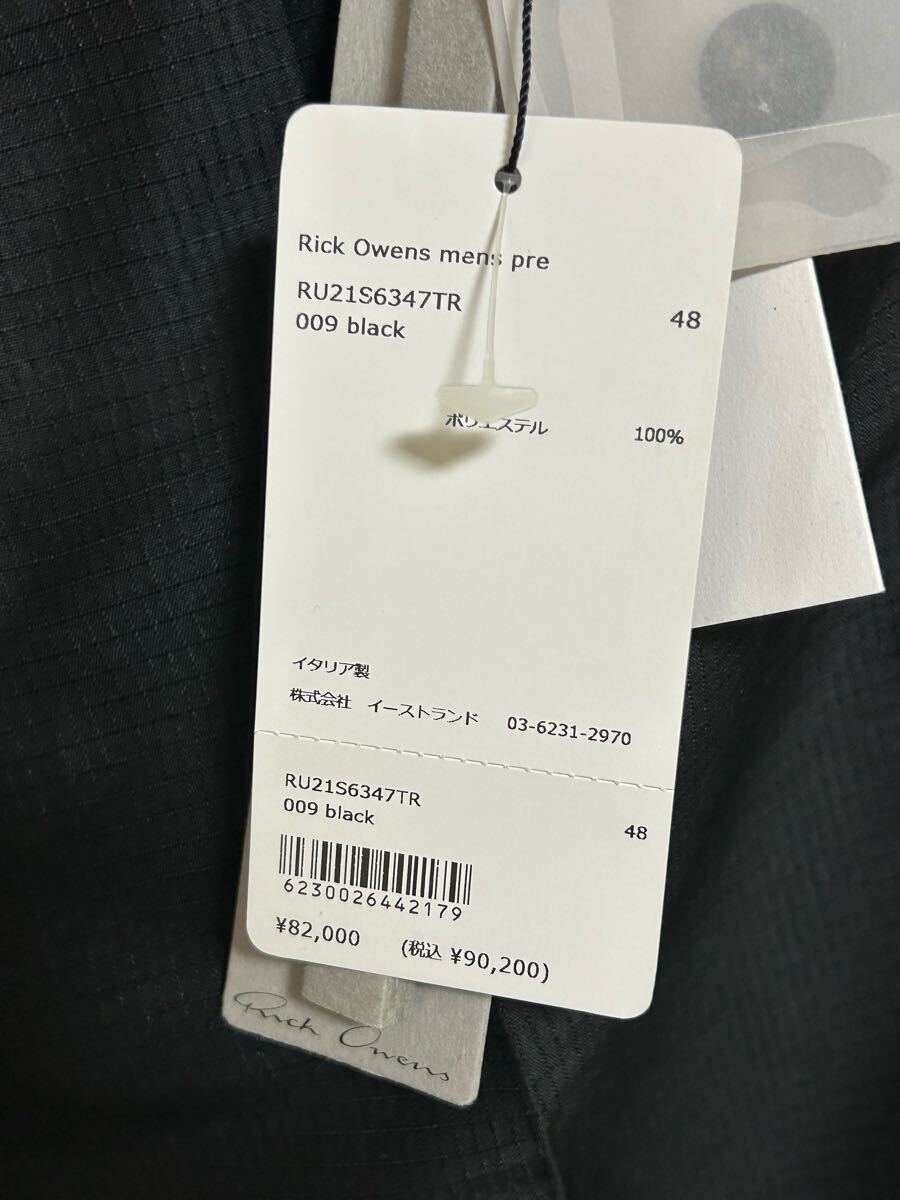 Rick Owens mens pre
RU21S6347TR
009 black
48
ポリエステル 100%
イタリア製
株式会社 イーストランド 03-6231-2970
RU21S6347TR
009 black
48
6230026442179
¥82,000 (税込 ¥90,200)
Rick Owens